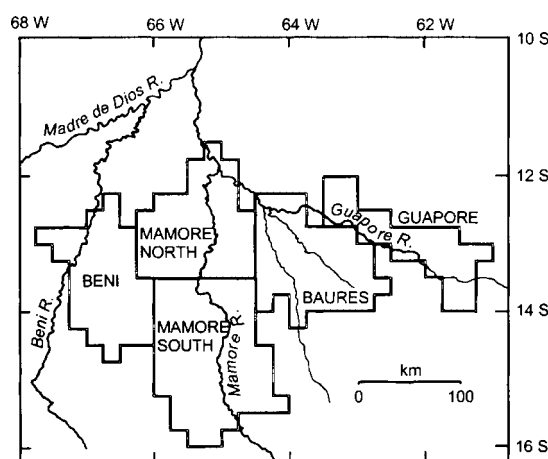 68 W 66 W 64 W 62 W
10 S
Madre de Dios R.
12 S
Guapore R.
GUAPORE
MAMORE
NORTH
BENI
BAURES
Beni R.
MAMORE
SOUTH
Mamore R.
14 S
km
0 100
16 S